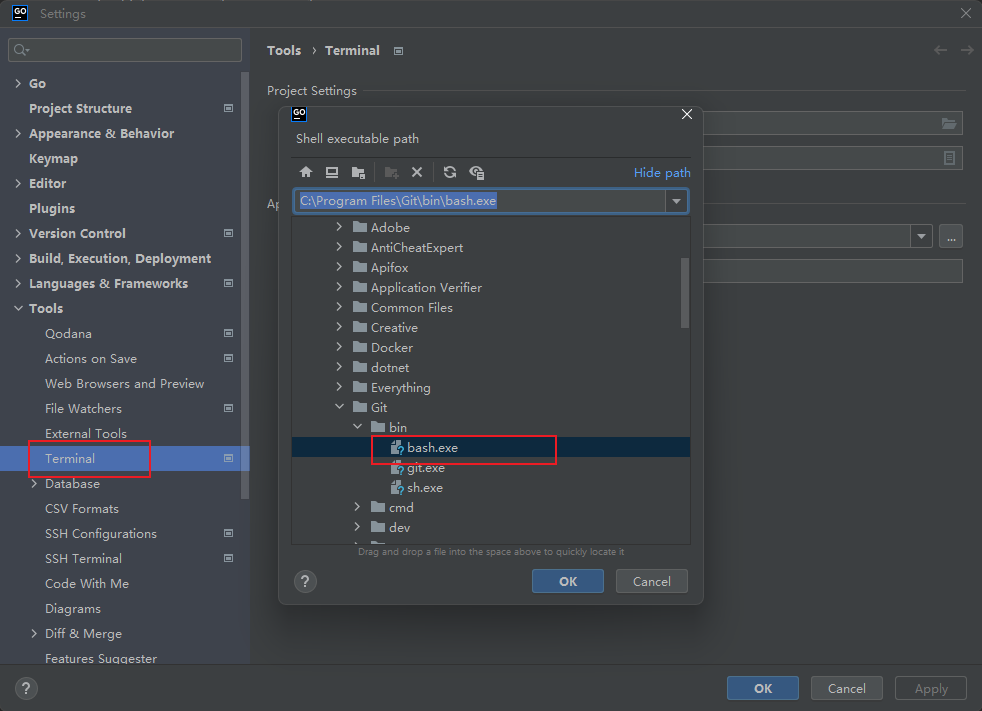 GO Settings
Go
Project Structure
Appearance & Behavior
Keymap
Editor
Plugins
Version Control
Build, Execution, Deployment
Languages & Frameworks
Tools
Qodana
Actions on Save
Web Browsers and Preview
File Watchers
External Tools
Terminal
Database
CSV Formats
SSH Configurations
SSH Terminal
Code With Me
Diagrams
Diff & Merge
Features Suggester
Tools › Terminal
Project Settings
Ap
...
GO
Shell executable path
Hide path
C:\Program Files\Git\bin\bash.exe
Adobe
AntiCheatExpert
Apifox
Application Verifier
Common Files
Creative
Docker
dotnet
Everything
Git
bin
bash.exe
git.exe
sh.exe
cmd
dev
Drag and drop a file into the space above to quickly locate it
? OK Cancel
? OK Cancel Apply